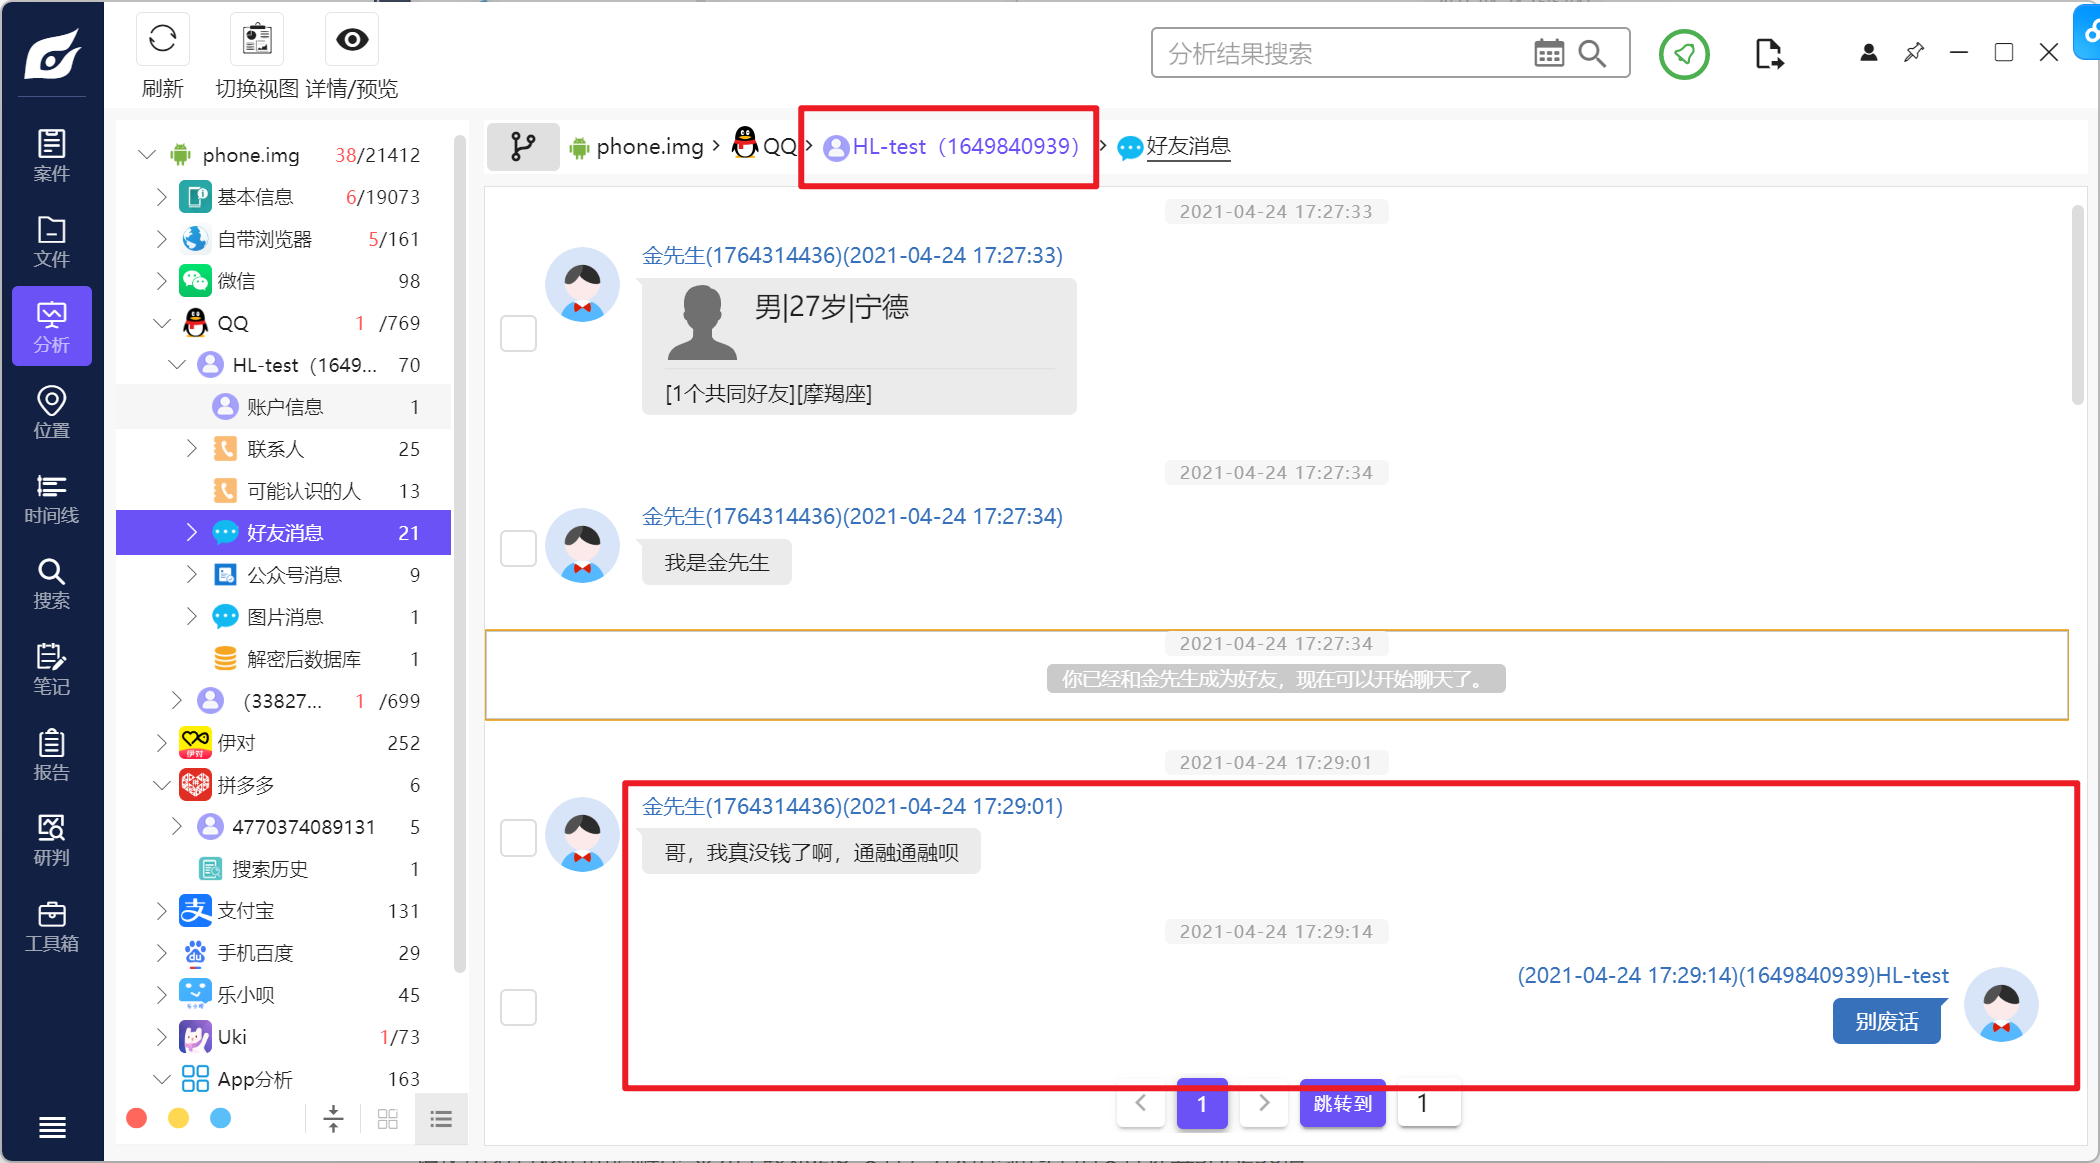 刷新
切换视图
详情/预览
分析结果搜索
案件
文件
分析
位置
时间线
搜索
笔记
报告
研判
工具箱
phone.img 38/21412
基本信息 6/19073
自带浏览器 5/161
微信 98
QQ 1 /769
HL-test（1649... 70
账户信息 1
联系人 25
可能认识的人 13
好友消息 21
公众号消息 9
图片消息 1
解密后数据库 1
（33827... 1 /699
伊对 252
拼多多 6
4770374089131 5
搜索历史 1
支付宝 131
手机百度 29
乐小呗 45
Uki 1/73
App分析 163
phone.img > QQ > HL-test（1649840939） > 好友消息
2021-04-24 17:27:33
金先生(1764314436)(2021-04-24 17:27:33)
男|27岁|宁德
[1个共同好友][摩羯座]
2021-04-24 17:27:34
金先生(1764314436)(2021-04-24 17:27:34)
我是金先生
2021-04-24 17:27:34
你已经和金先生成为好友，现在可以开始聊天了。
2021-04-24 17:29:01
金先生(1764314436)(2021-04-24 17:29:01)
哥，我真没钱了啊，通融通融呗
2021-04-24 17:29:14
(2021-04-24 17:29:14)(1649840939)HL-test
别废话
< 1 > 跳转到 1